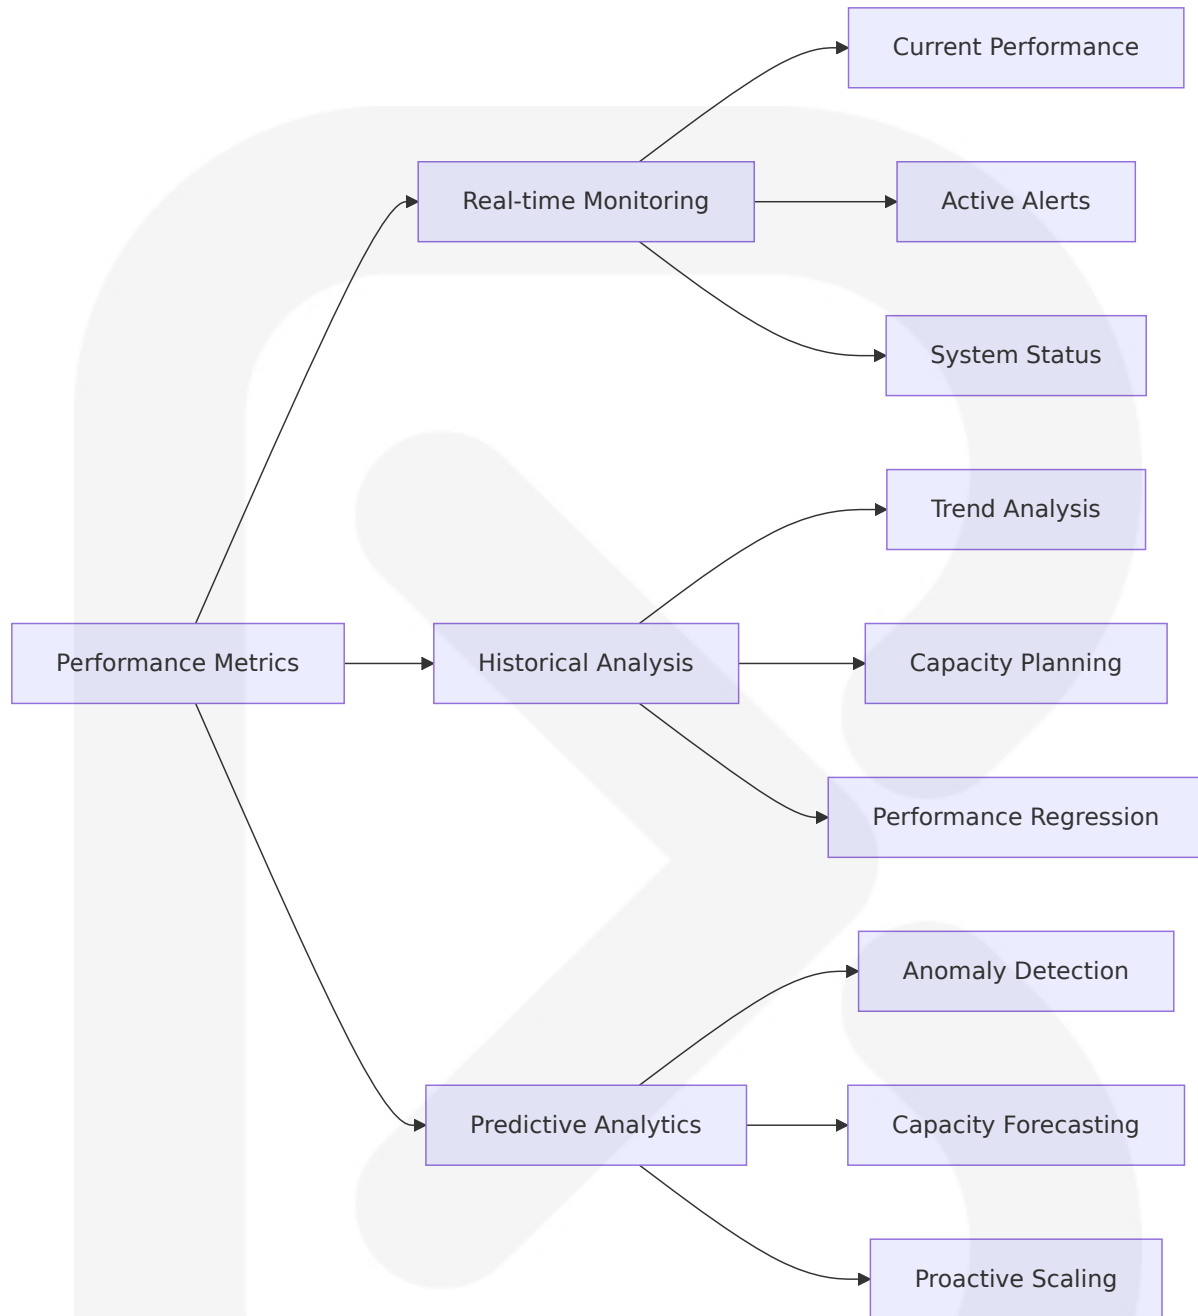 Current Performance
Real-time Monitoring
Active Alerts
System Status
Trend Analysis
Performance Metrics
Historical Analysis
Capacity Planning
Performance Regression
Anomaly Detection
Predictive Analytics
Capacity Forecasting
Proactive Scaling